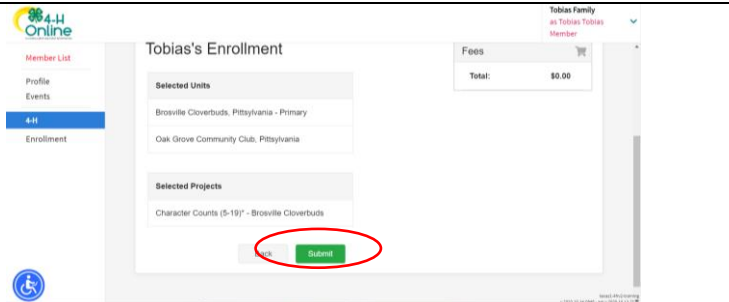 4-H
Online
Tobias Family
as Tobias Tobias
Member
Member List
Profile
Events
4-H
Enrollment
Tobias's Enrollment
Selected Units
Brosville Cloverbuds, Pittsylvania - Primary
Oak Grove Community Club, Pittsylvania
Selected Projects
Character Counts (5-19)* - Brosville Cloverbuds
Back
Submit
Fees
Total: $0.00